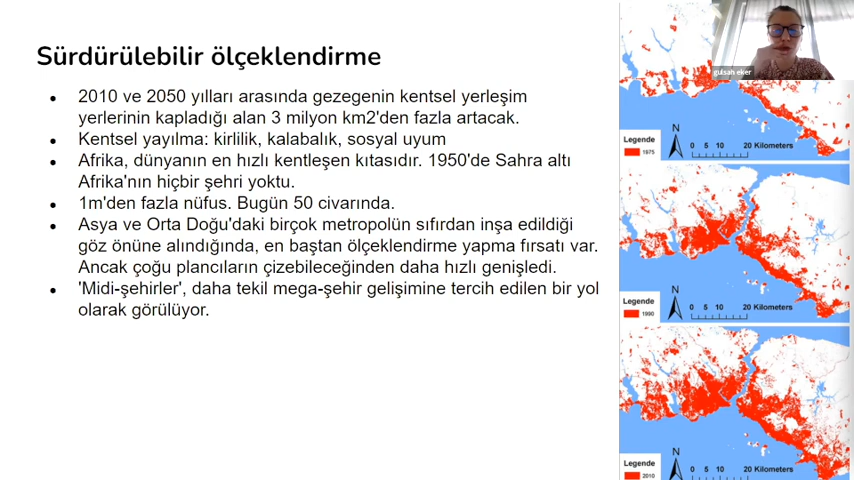 Sürdürülebilir ölçeklendirme
● 2010 ve 2050 yılları arasında gezegenin kentsel yerleşim
yerlerinin kapladığı alan 3 milyon km2'den fazla artacak.
● Kentsel yayılma: kirlilik, kalabalık, sosyal uyum
● Afrika, dünyanın en hızlı kentleşen kıtasıdır. 1950'de Sahra altı
Afrika'nın hiçbir şehri yoktu.
● 1m'den fazla nüfus. Bugün 50 civarında.
● Asya ve Orta Doğu'daki birçok metropolün sıfırdan inşa edildiği
göz önüne alındığında, en baştan ölçeklendirme yapma fırsatı var.
Ancak çoğu plancıların çizebileceğinden daha hızlı genişledi.
● 'Midi-şehirler', daha tekil mega-şehir gelişimine tercih edilen bir yol
olarak görülüyor.
gulsah eker
Legende
1975
N
0 5 10 20 Kilometers
Legende
1990
N
0 5 10 20 Kilometers
Legende
2010
N
0 5 10 20 Kilometers